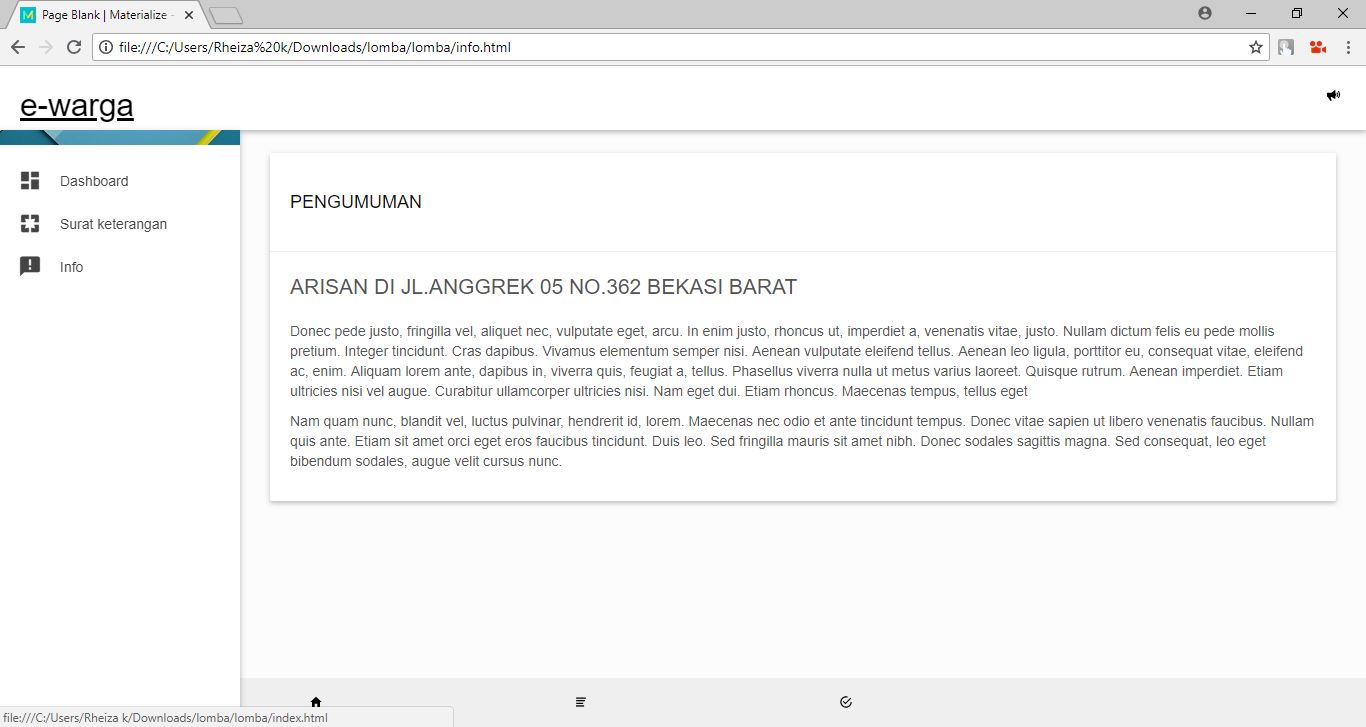 Page Blank | Materialize -
file:///C:/Users/Rheiza%20k/Downloads/lomba/lomba/info.html
e-warga
Dashboard
Surat keterangan
Info
PENGUMUMAN
ARISAN DI JL.ANGGREK 05 NO.362 BEKASI BARAT
Donec pede justo, fringilla vel, aliquet nec, vulputate eget, arcu. In enim justo, rhoncus ut, imperdiet a, venenatis vitae, justo. Nullam dictum felis eu pede mollis
pretium. Integer tincidunt. Cras dapibus. Vivamus elementum semper nisi. Aenean vulputate eleifend tellus. Aenean leo ligula, porttitor eu, consequat vitae, eleifend
ac, enim. Aliquam lorem ante, dapibus in, viverra quis, feugiat a, tellus. Phasellus viverra nulla ut metus varius laoreet. Quisque rutrum. Aenean imperdiet. Etiam
ultricies nisi vel augue. Curabitur ullamcorper ultricies nisi. Nam eget dui. Etiam rhoncus. Maecenas tempus, tellus eget
Nam quam nunc, blandit vel, luctus pulvinar, hendrerit id, lorem. Maecenas nec odio et ante tincidunt tempus. Donec vitae sapien ut libero venenatis faucibus. Nullam
quis ante. Etiam sit amet orci eget eros faucibus tincidunt. Duis leo. Sed fringilla mauris sit amet nibh. Donec sodales sagittis magna. Sed consequat, leo eget
bibendum sodales, augue velit cursus nunc.
file:///C:/Users/Rheiza k/Downloads/lomba/lomba/index.html